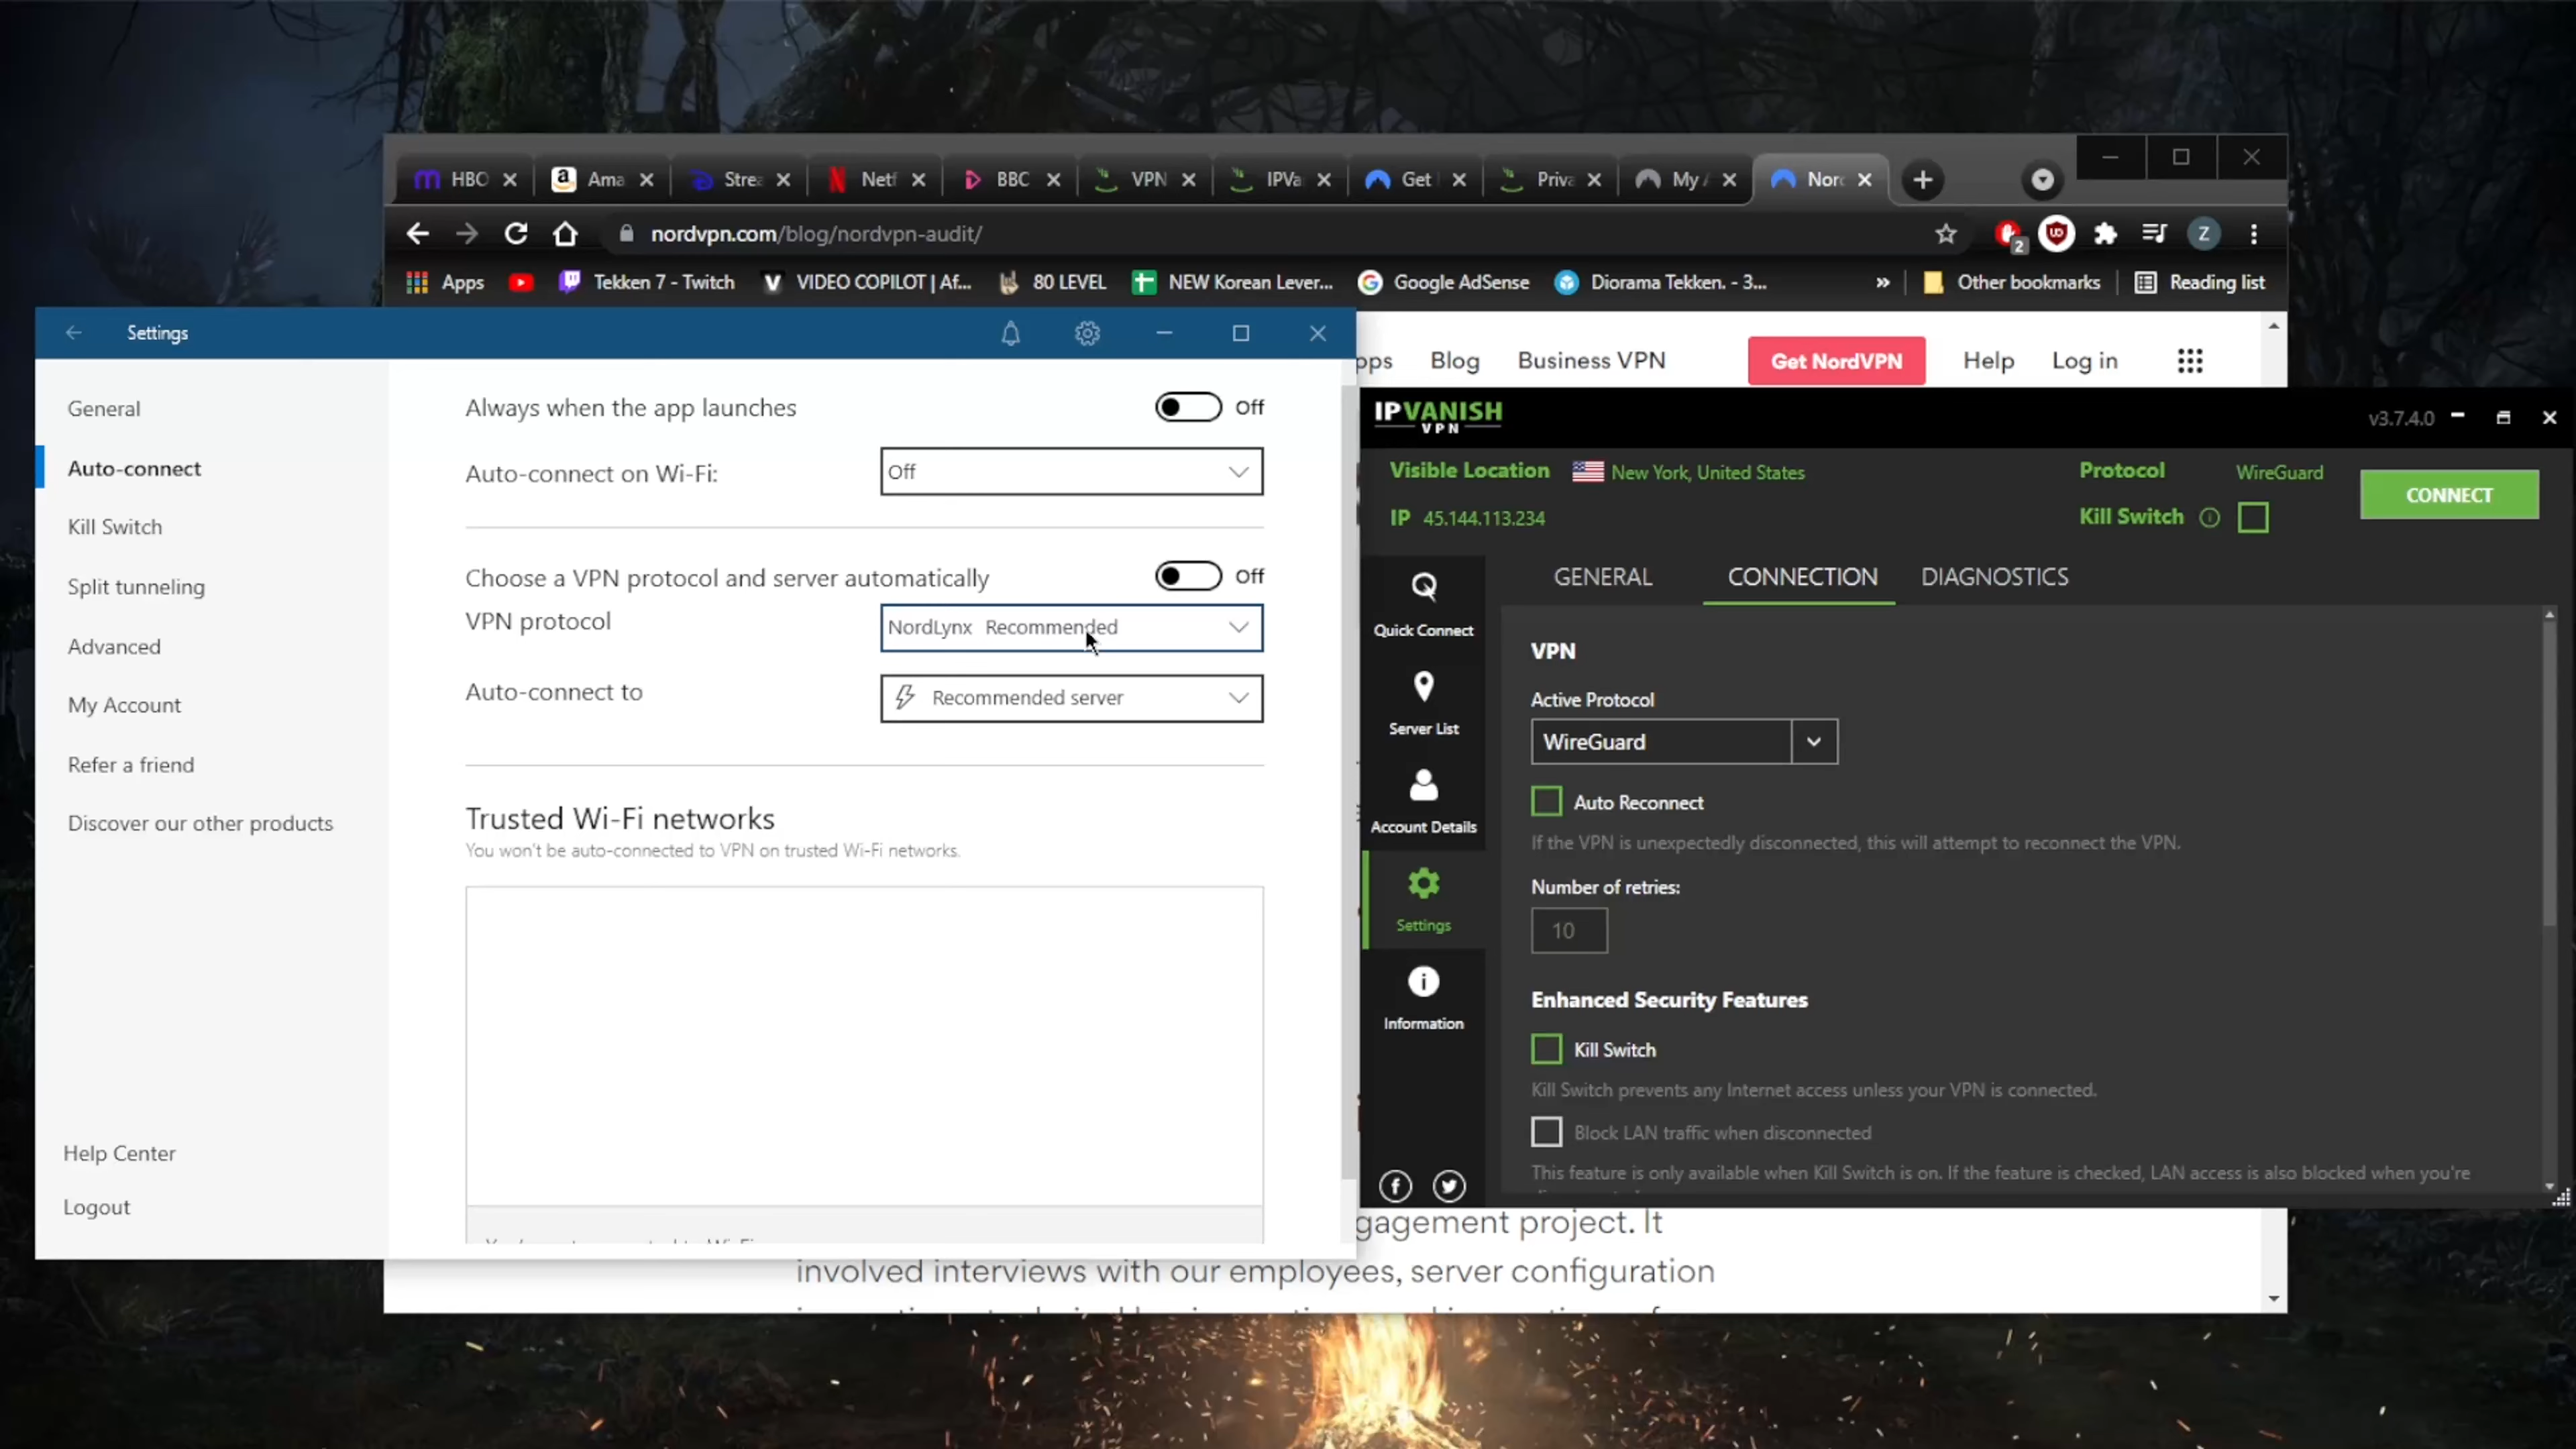 HBO
Ama
Strea
Netf
BBC
VPN
IPVa
Get
Priva
My A
Nord
nordvpn.com/blog/nordvpn-audit/
2
Z
Apps
Tekken 7 - Twitch
VIDEO COPILOT | Af...
80 LEVEL
NEW Korean Lever...
Google AdSense
Diorama Tekken. - 3...
»
Other bookmarks
Reading list
pps
Blog
Business VPN
Get NordVPN
Help
Log in
Settings
General
Auto-connect
Kill Switch
Split tunneling
Advanced
My Account
Refer a friend
Discover our other products
Help Center
Logout
Always when the app launches
Off
Auto-connect on Wi-Fi:
Off
Choose a VPN protocol and server automatically
Off
VPN protocol
NordLynx Recommended
Auto-connect to
Recommended server
Trusted Wi-Fi networks
You won't be auto-connected to VPN on trusted Wi-Fi networks.
IPVANISH
VPN
v3.7.4.0
Visible Location
New York, United States
IP 45.144.113.234
Protocol
WireGuard
Kill Switch
CONNECT
Quick Connect
Server List
Account Details
Settings
Information
GENERAL
CONNECTION
DIAGNOSTICS
VPN
Active Protocol
WireGuard
Auto Reconnect
If the VPN is unexpectedly disconnected, this will attempt to reconnect the VPN.
Number of retries:
10
Enhanced Security Features
Kill Switch
Kill Switch prevents any Internet access unless your VPN is connected.
Block LAN traffic when disconnected
This feature is only available when Kill Switch is on. If the feature is checked, LAN access is also blocked when you're
gagement project. It
involved interviews with our employees, server configuration